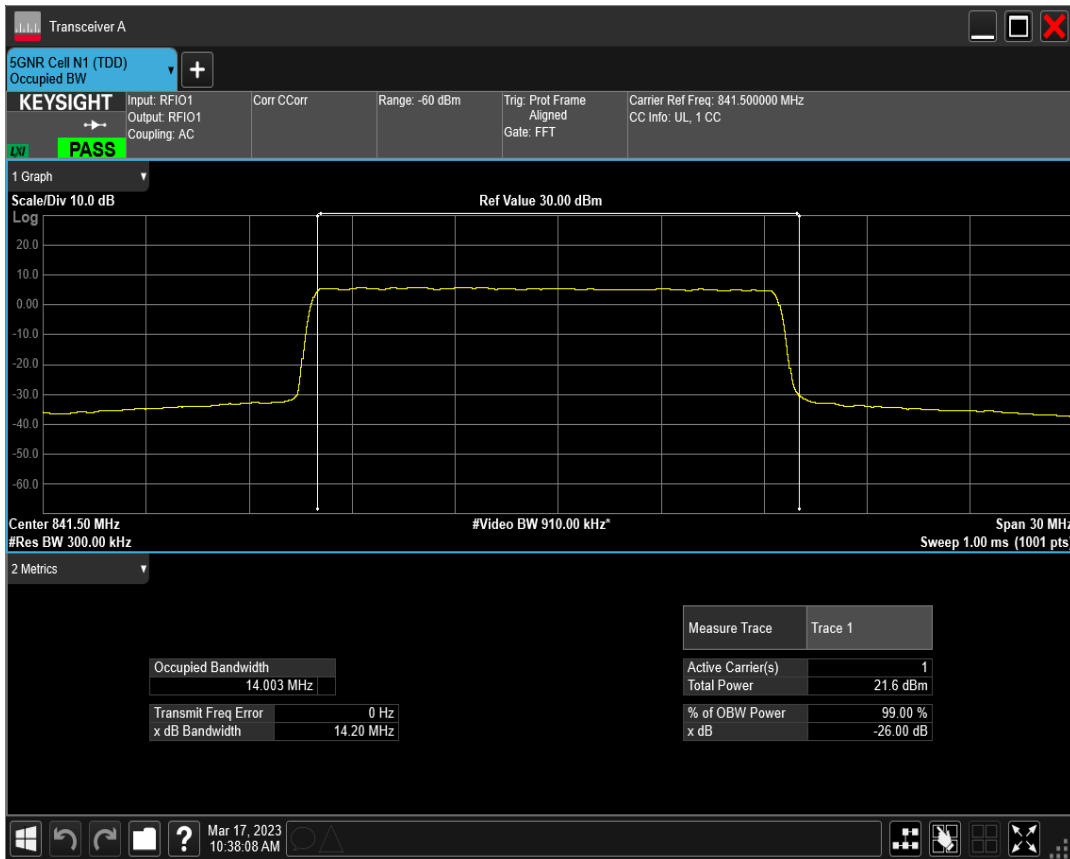 Transceiver A
5GNR Cell N1 (TDD)
Occupied BW
KEYSIGHT
LXI
PASS
Input: RFIO1
Output: RFIO1
Coupling: AC
Corr CCorr
Range: -60 dBm
Trig: Prot Frame
Aligned
Gate: FFT
Carrier Ref Freq: 841.500000 MHz
CC Info: UL, 1 CC
1 Graph
Scale/Div 10.0 dB
Ref Value 30.00 dBm
Log
20.0
10.0
0.00
-10.0
-20.0
-30.0
-40.0
-50.0
-60.0
Center 841.50 MHz
#Video BW 910.00 kHz*
Span 30 MHz
#Res BW 300.00 kHz
Sweep 1.00 ms (1001 pts)
2 Metrics
Measure Trace Trace 1
Occupied Bandwidth
14.003 MHz
Active Carrier(s) 1
Total Power 21.6 dBm
Transmit Freq Error 0 Hz
x dB Bandwidth 14.20 MHz
% of OBW Power 99.00 %
x dB -26.00 dB
?
Mar 17, 2023
10:38:08 AM